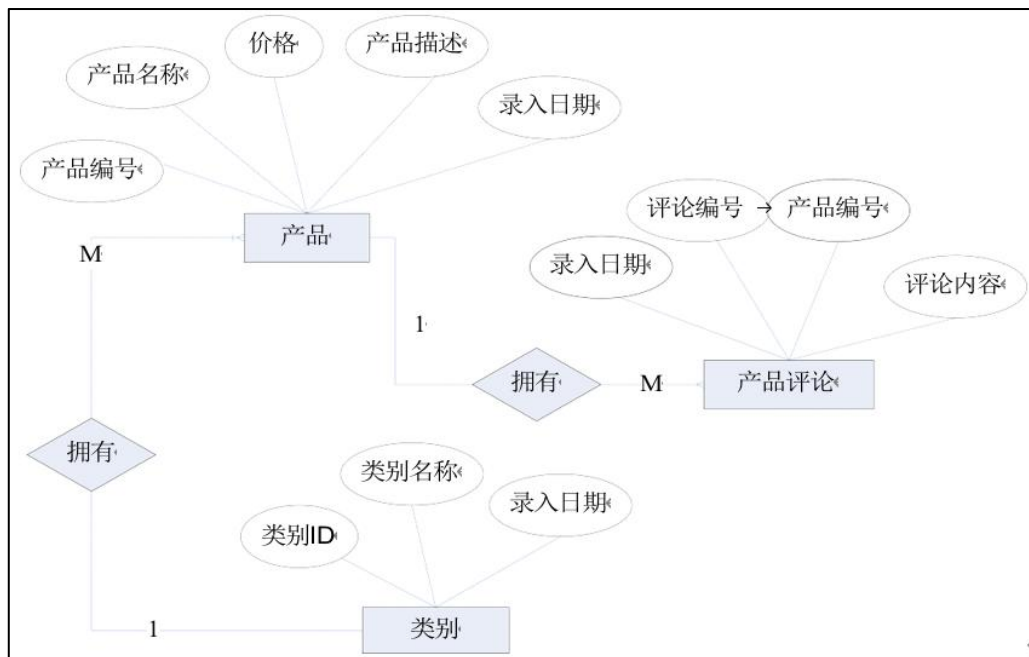 价格
产品描述
产品名称
录入日期
产品编号
产品
M
评论编号 → 产品编号
录入日期
评论内容
1
拥有
M
产品评论
拥有
类别名称
录入日期
类别ID
1
类别